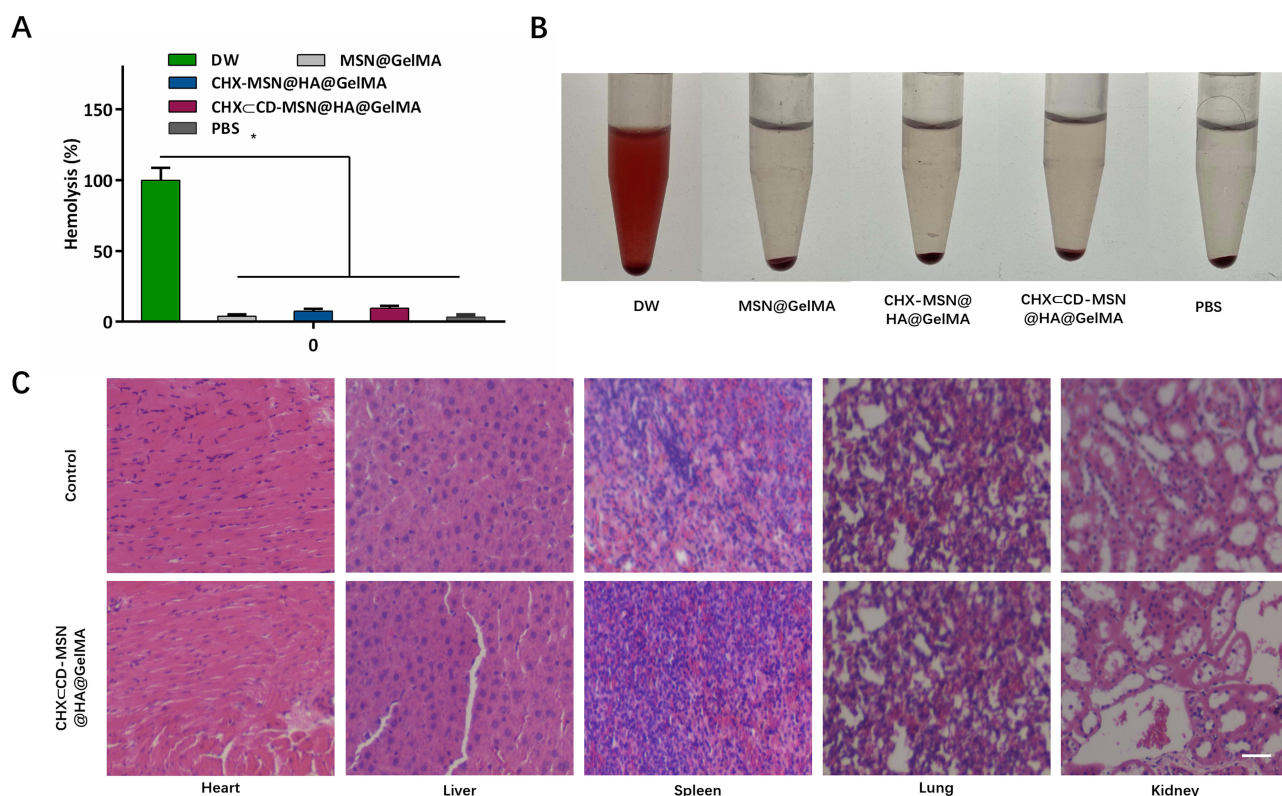 A
DW
MSN@GelMA
CHX-MSN@HA@GelMA
CHX⊂CD-MSN@HA@GelMA
PBS
*
Hemolysis (%)
150
100
50
0
0
B
DW
MSN@GelMA
CHX-MSN@
HA@GelMA
CHX⊂CD-MSN
@HA@GelMA
PBS
C
Control
CHX⊂CD-MSN
@HA@GelMA
Heart
Liver
Spleen
Lung
Kidney